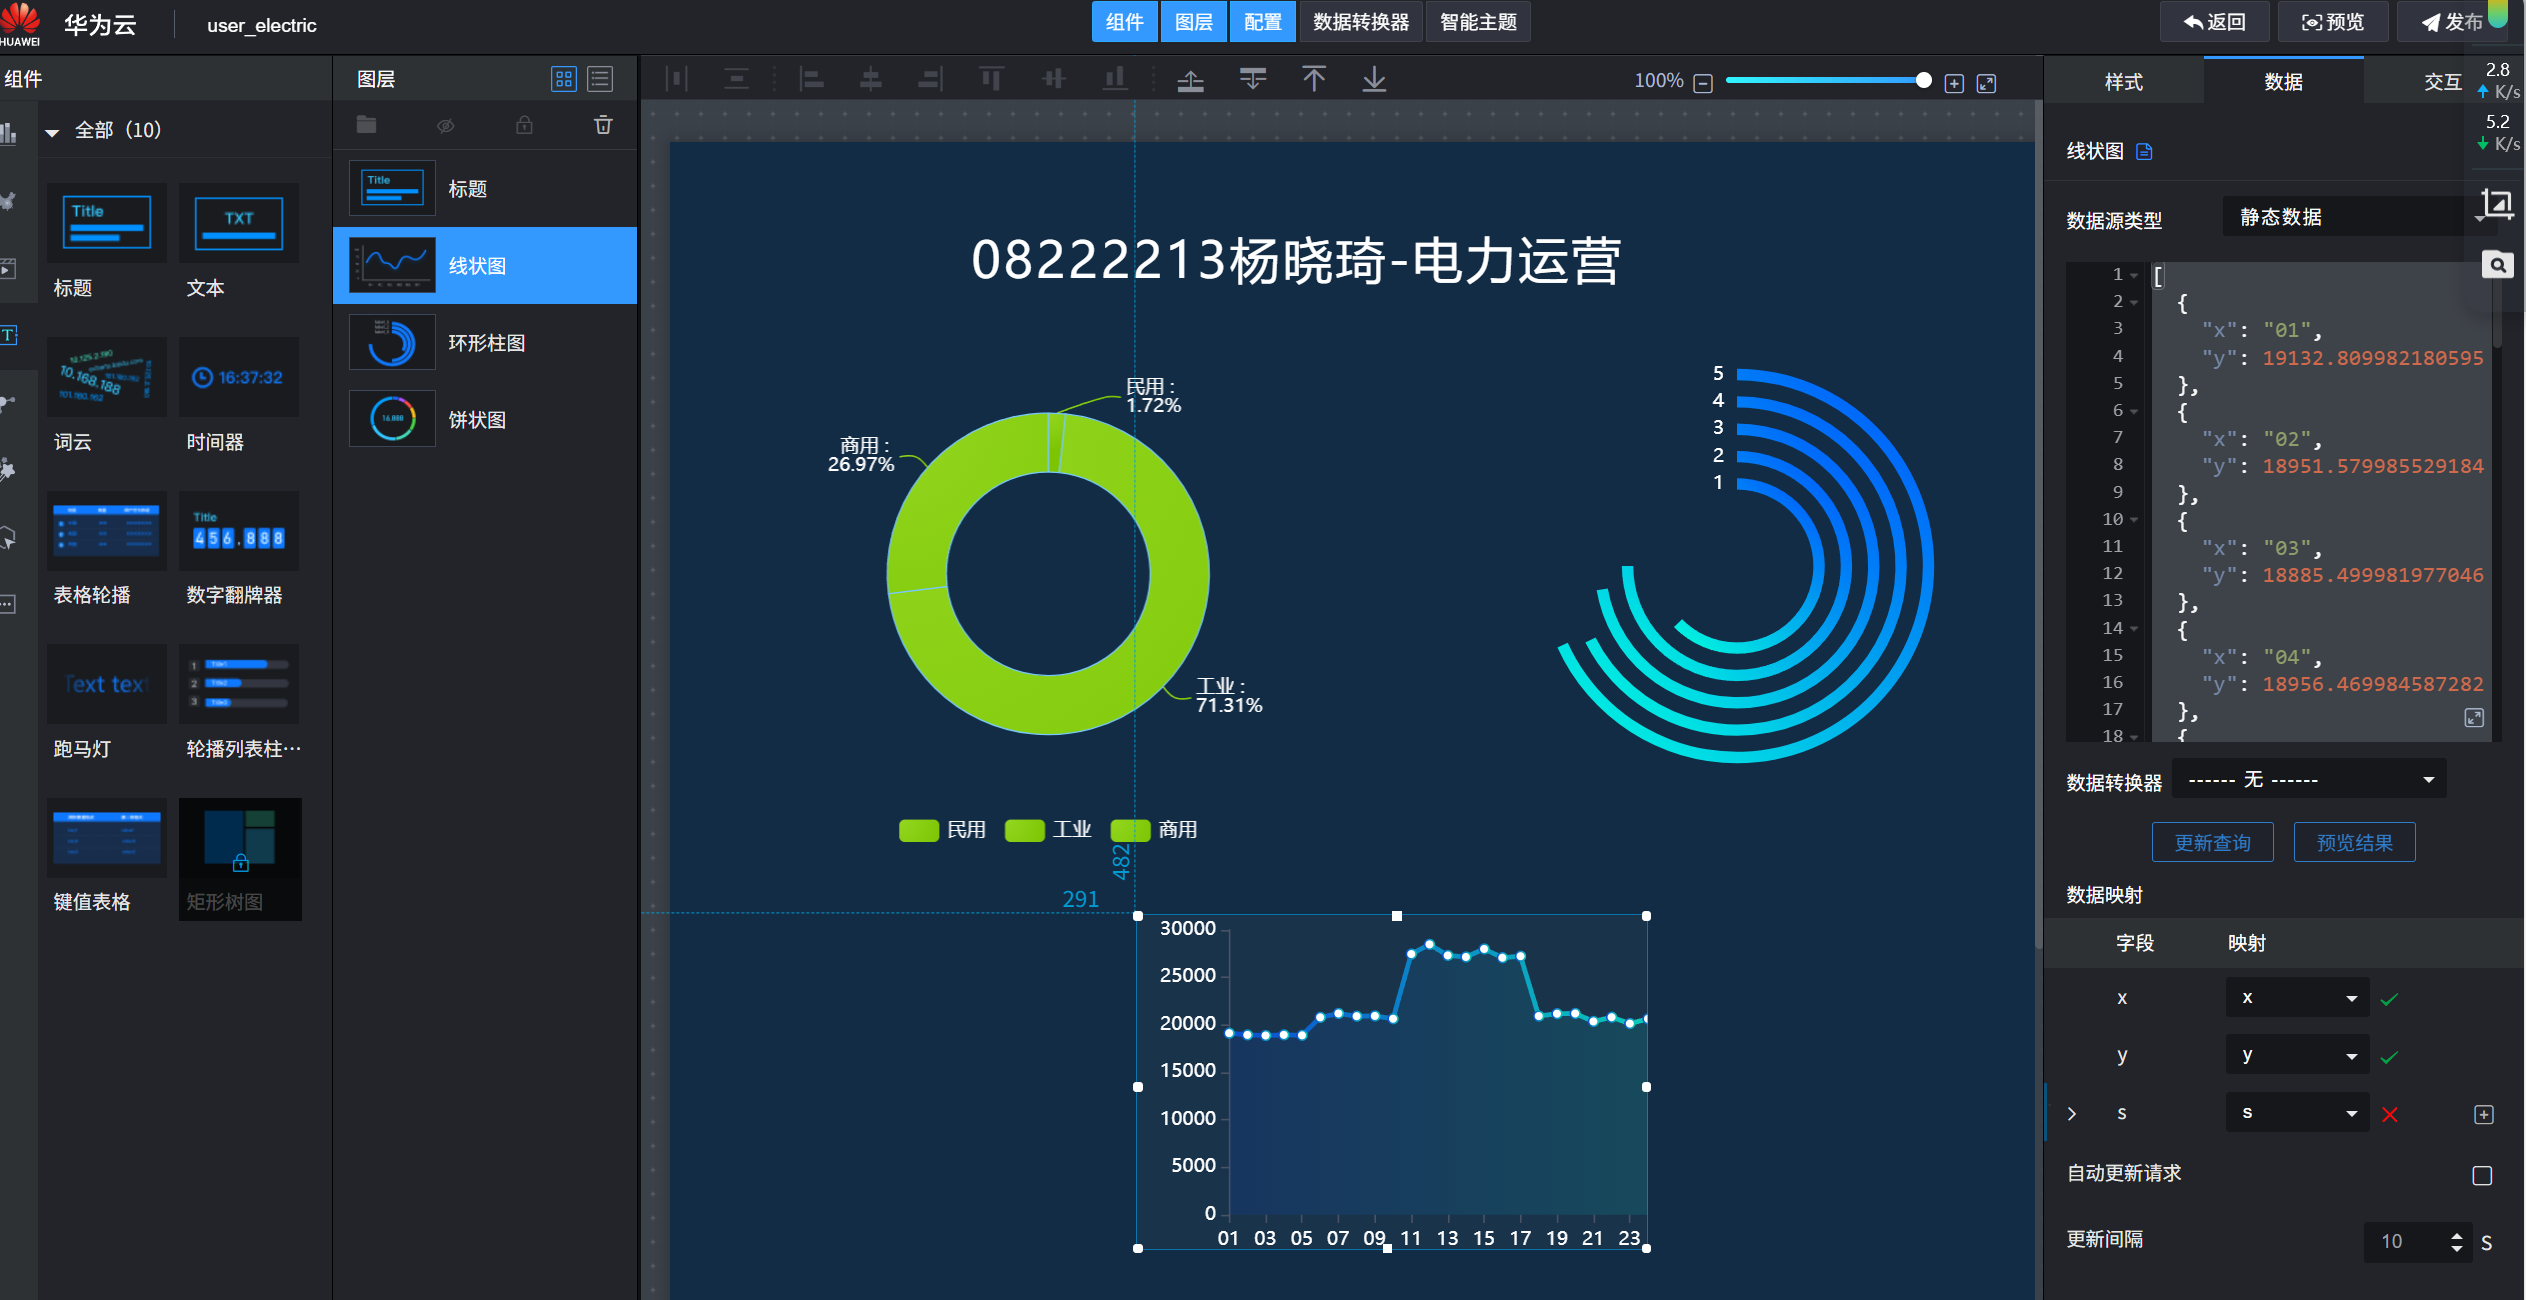 HUAWEI
华为云
user_electric
组件
图层
配置
数据转换器
智能主题
返回
预览
发布
组件
全部（10）
标题
文本
词云
时间器
表格轮播
数字翻牌器
跑马灯
轮播列表柱···
键值表格
矩形树图
Title
TXT
10.168.188
16:37:32
Title
456.888
Text text
图层
标题
线状图
环形柱图
饼状图
Title
100%
08222213杨晓琦-电力运营
民用 :
1.72%
商用 :
26.97%
工业 :
71.31%
民用
工业
商用
5
4
3
2
1
482
291
30000
25000
20000
15000
10000
5000
0
01 03 05 07 09 11 13 15 17 19 21 23
样式
数据
交互
2.8
K/s
5.2
K/s
线状图
数据源类型
静态数据
1 [
2 {
3 "x": "01",
4 "y": 19132.809982180595
5 },
6 {
7 "x": "02",
8 "y": 18951.579985529184
9 },
10 {
11 "x": "03",
12 "y": 18885.499981977046
13 },
14 {
15 "x": "04",
16 "y": 18956.469984587282
17 },
18 {
数据转换器
------ 无 ------
更新查询
预览结果
数据映射
字段 映射
x x
y y
s s
自动更新请求
更新间隔
10 S